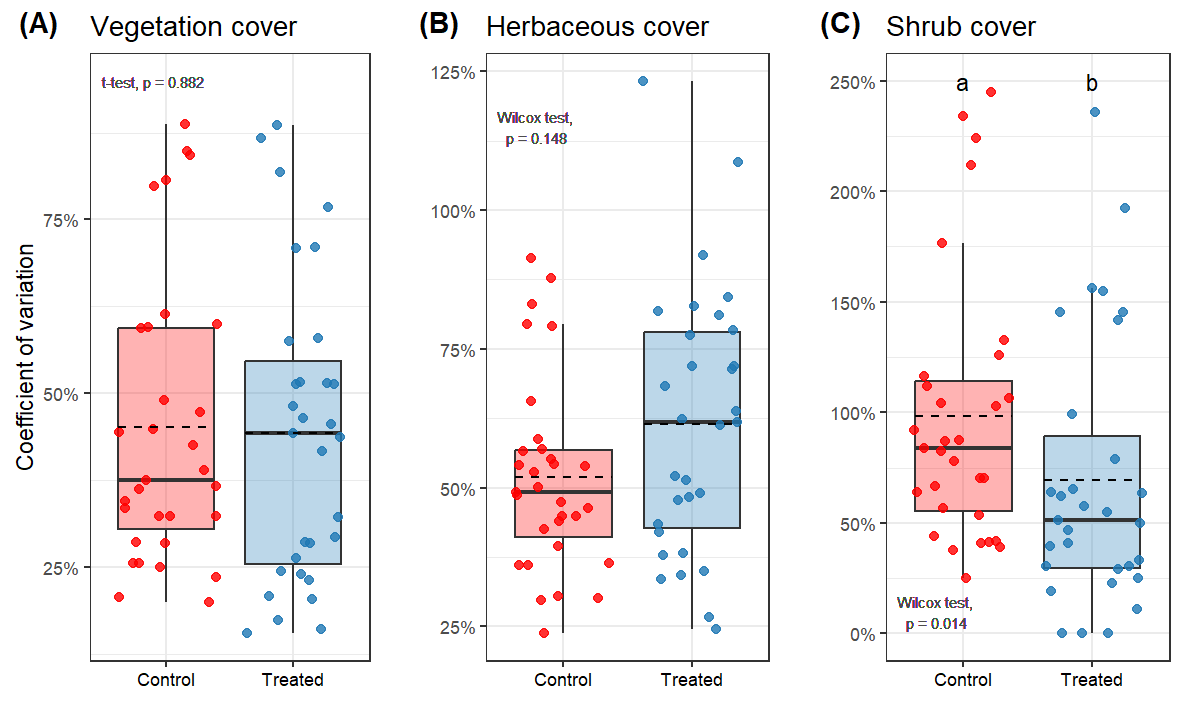 (A) Vegetation cover
(B) Herbaceous cover
(C) Shrub cover
Coefficient of variation
t-test, p = 0.882
75%
50%
25%
Control
Treated
Wilcox test,
p = 0.148
125%
100%
75%
50%
25%
Control
Treated
a
b
250%
200%
150%
100%
50%
0%
Wilcox test,
p = 0.014
Control
Treated